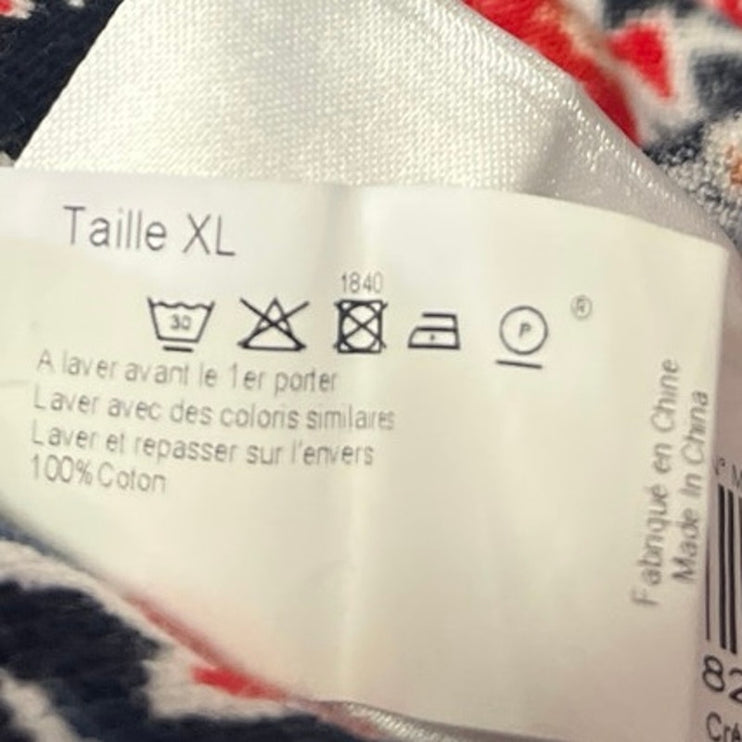 Taille XL
1840
30
P
®
A laver avant le 1er porter
Laver avec des coloris similaires
Laver et repasser sur l'envers
100% Coton
Fabriqué en Chine
Made In China
N° M
82
Cré